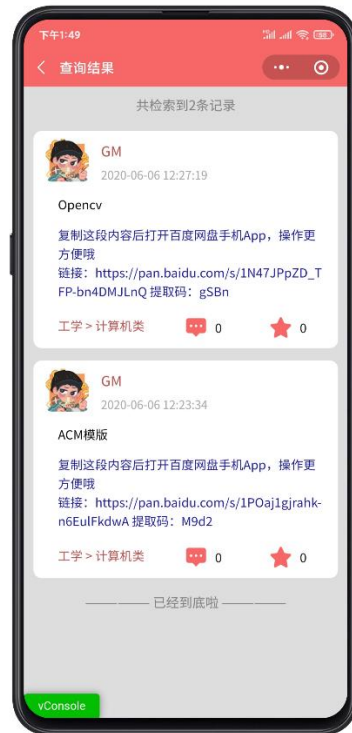 下午1:49
98
查询结果
共检索到2条记录
GM
2020-06-06 12:27:19
Opencv
复制这段内容后打开百度网盘手机App，操作更
方便哦
链接：https://pan.baidu.com/s/1N47JPpZD_T
FP-bn4DMJLnQ 提取码：gSBn
工学 > 计算机类 0 0
GM
2020-06-06 12:23:34
ACM模版
复制这段内容后打开百度网盘手机App，操作更
方便哦
链接：https://pan.baidu.com/s/1POaj1gjrahk-
n6EulFkdwA 提取码：M9d2
工学 > 计算机类 0 0
已经到底啦
vConsole